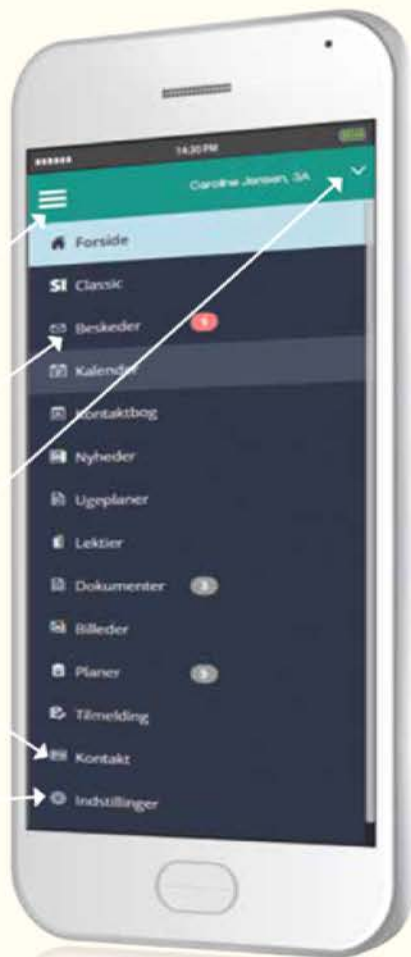 14:30 PM
Caroline Jensen, 3A
Forside
SI Classic
Beskeder
Kalender
Kontaktbog
Nyheder
Ugeplaner
Lektier
Dokumenter 3
Billeder
Planer
Tilmelding
Kontakt
Indstillinger